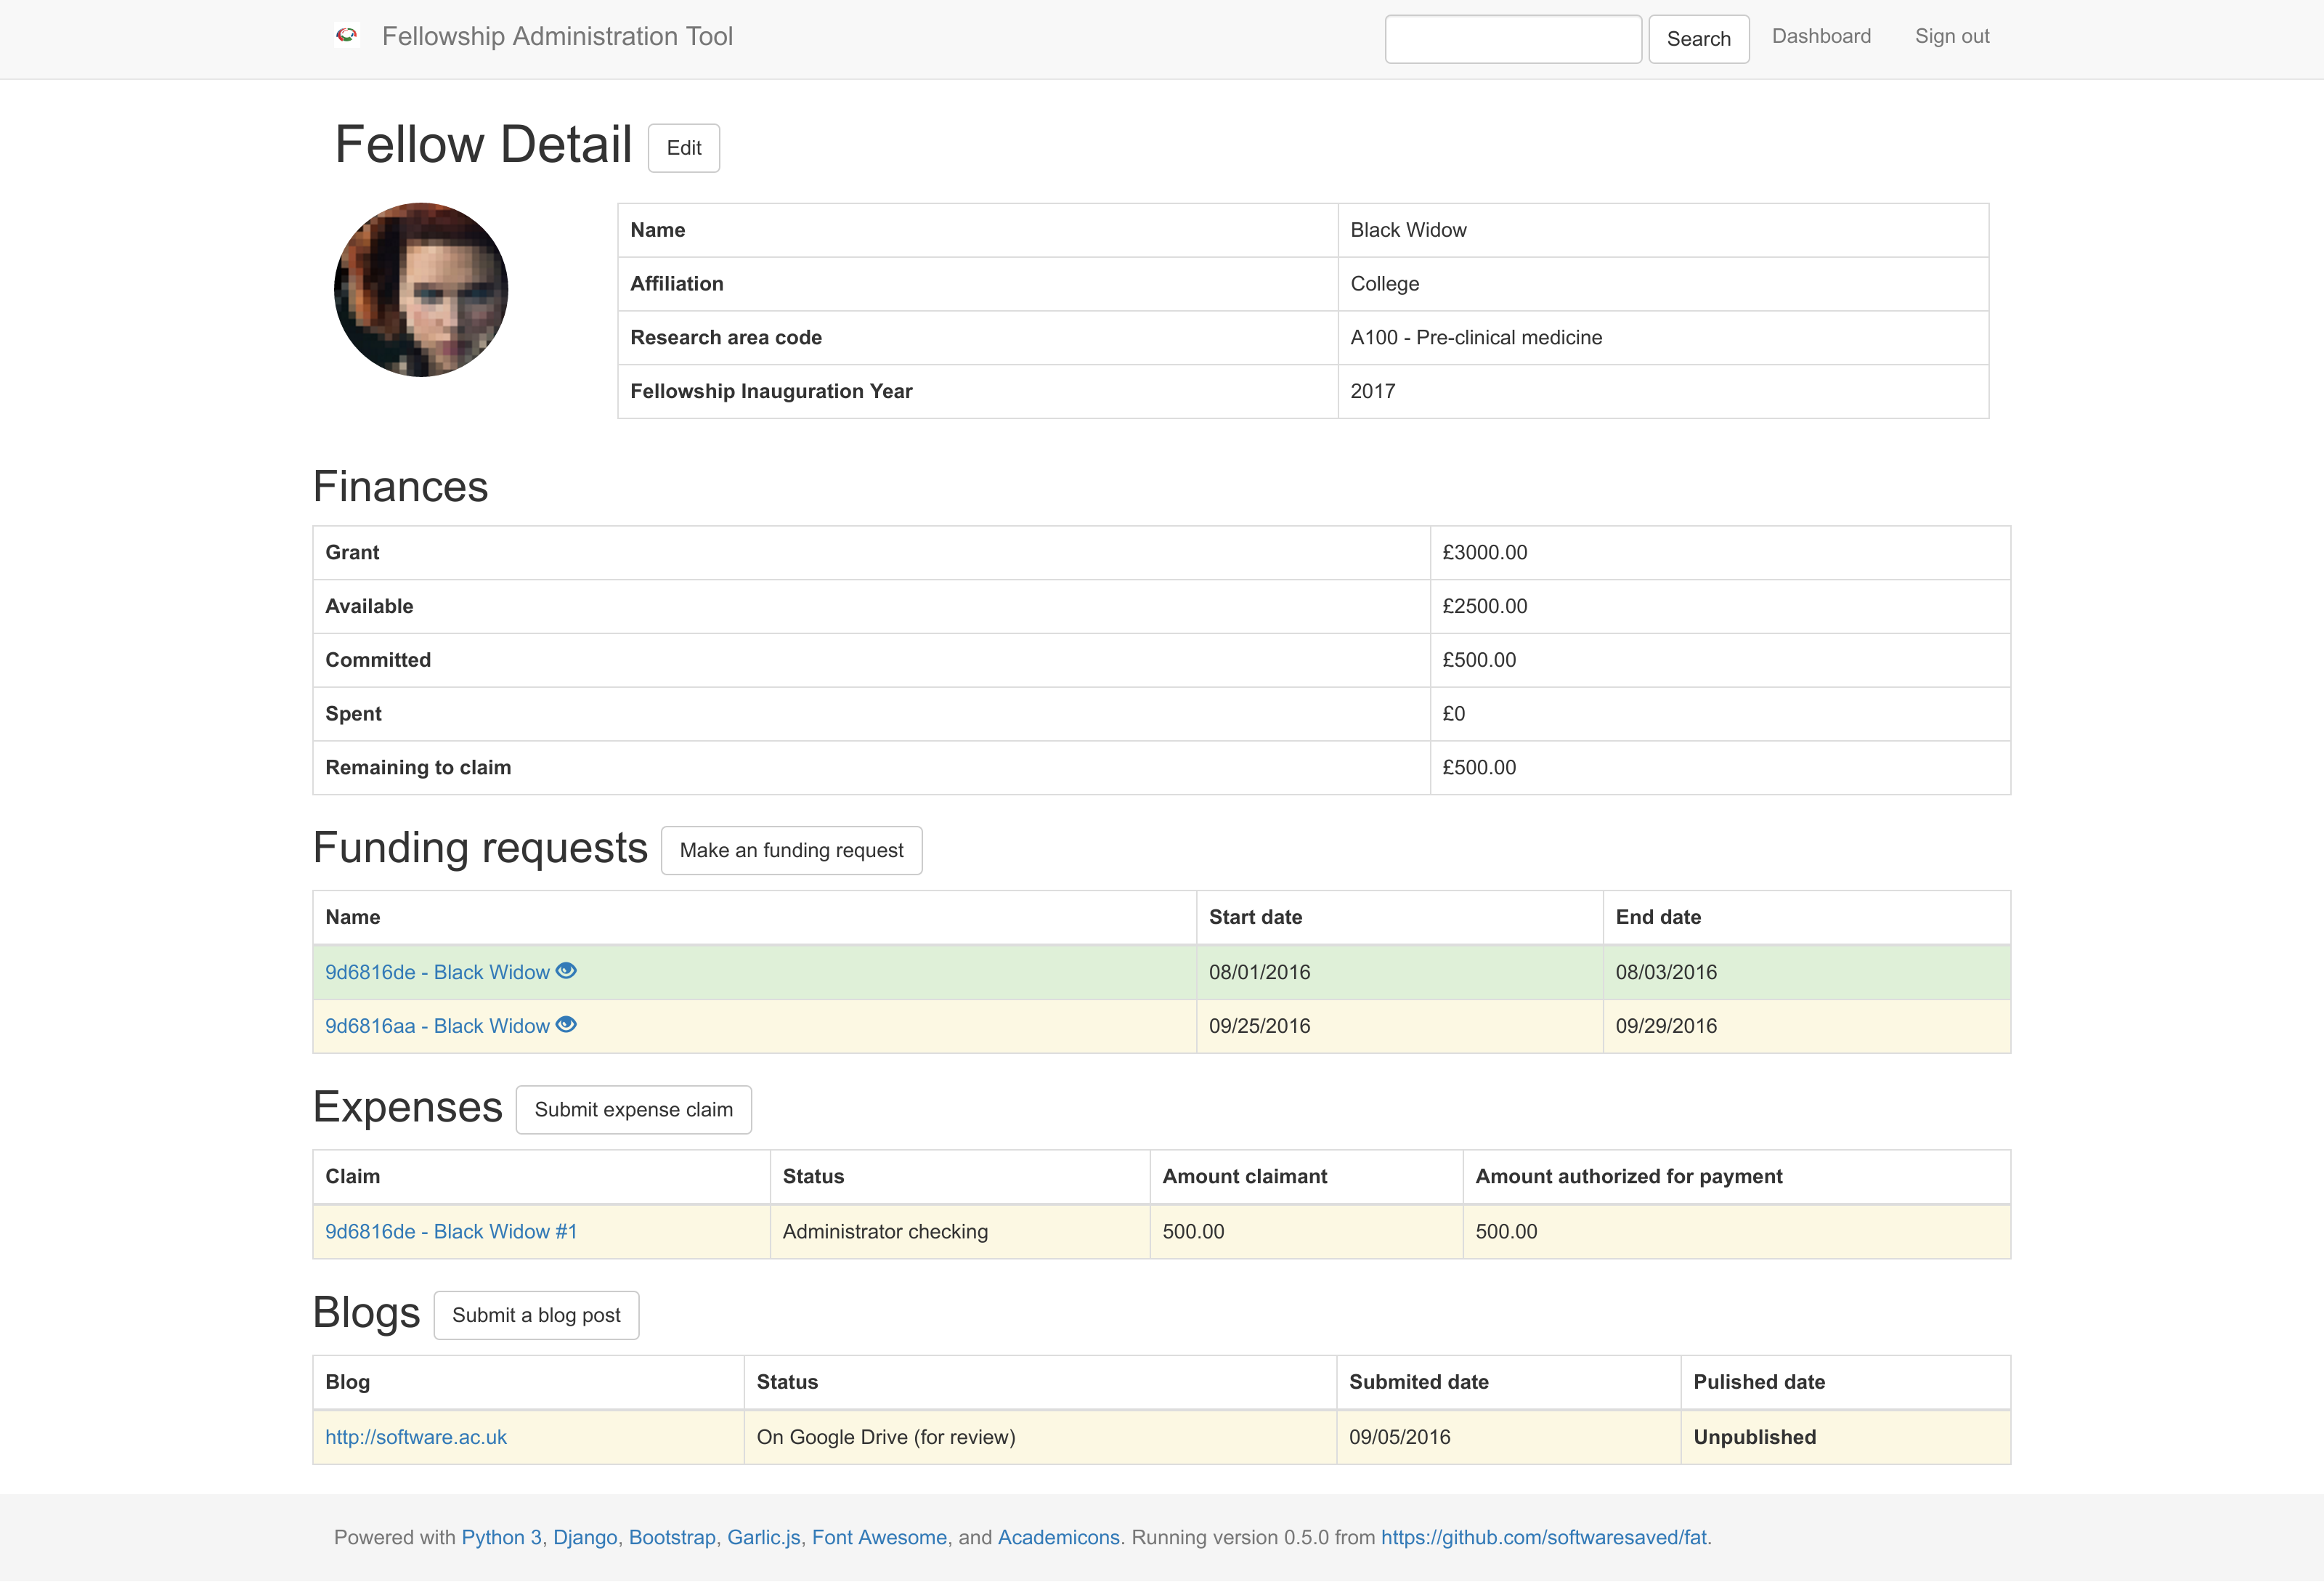 Fellowship Administration Tool Search Dashboard Sign out
Fellow Detail Edit
Name Black Widow
Affiliation College
Research area code A100 - Pre-clinical medicine
Fellowship Inauguration Year 2017
Finances
Grant £3000.00
Available £2500.00
Committed £500.00
Spent £0
Remaining to claim £500.00
Funding requests Make an funding request
Name Start date End date
9d6816de - Black Widow 08/01/2016 08/03/2016
9d6816aa - Black Widow 09/25/2016 09/29/2016
Expenses Submit expense claim
Claim Status Amount claimant Amount authorized for payment
9d6816de - Black Widow #1 Administrator checking 500.00 500.00
Blogs Submit a blog post
Blog Status Submited date Pulished date
http://software.ac.uk On Google Drive (for review) 09/05/2016 Unpublished
Powered with Python 3, Django, Bootstrap, Garlic.js, Font Awesome, and Academicons. Running version 0.5.0 from https://github.com/softwaresaved/fat.